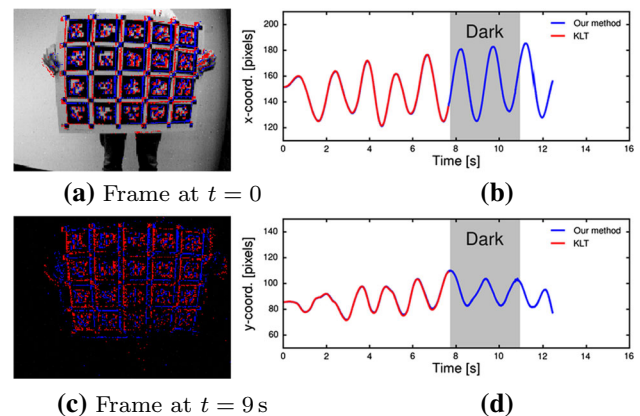 200
180
160
140
120
x-coord. [pixels]
Dark
Our method
KLT
0 2 4 6 8 10 12 14 16
Time [s]
(a) Frame at t = 0
(b)
140
120
100
80
60
y-coord. [pixels]
Dark
Our method
KLT
0 2 4 6 8 10 12 14 16
Time [s]
(c) Frame at t = 9 s
(d)